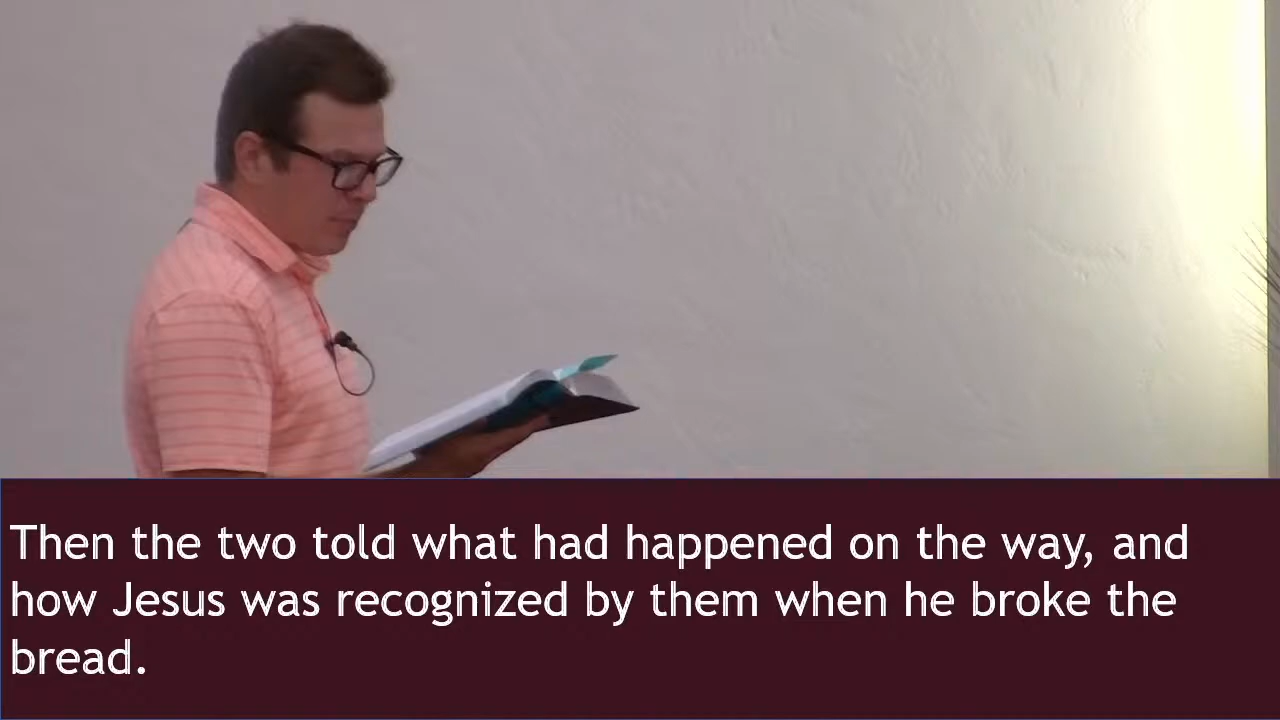 Then the two told what had happened on the way, and
how Jesus was recognized by them when he broke the
bread.